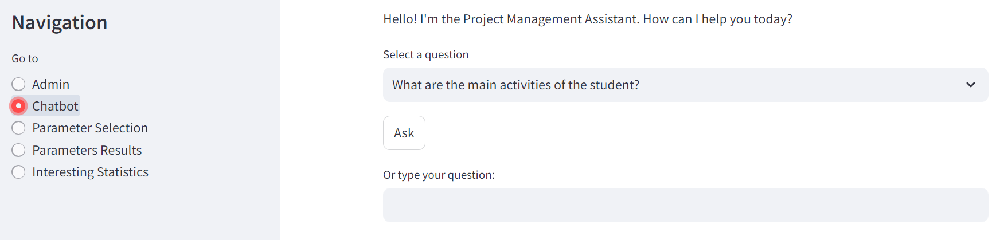 Navigation
Go to
Admin
Chatbot
Parameter Selection
Parameters Results
Interesting Statistics
Hello! I'm the Project Management Assistant. How can I help you today?
Select a question
What are the main activities of the student?
Ask
Or type your question: